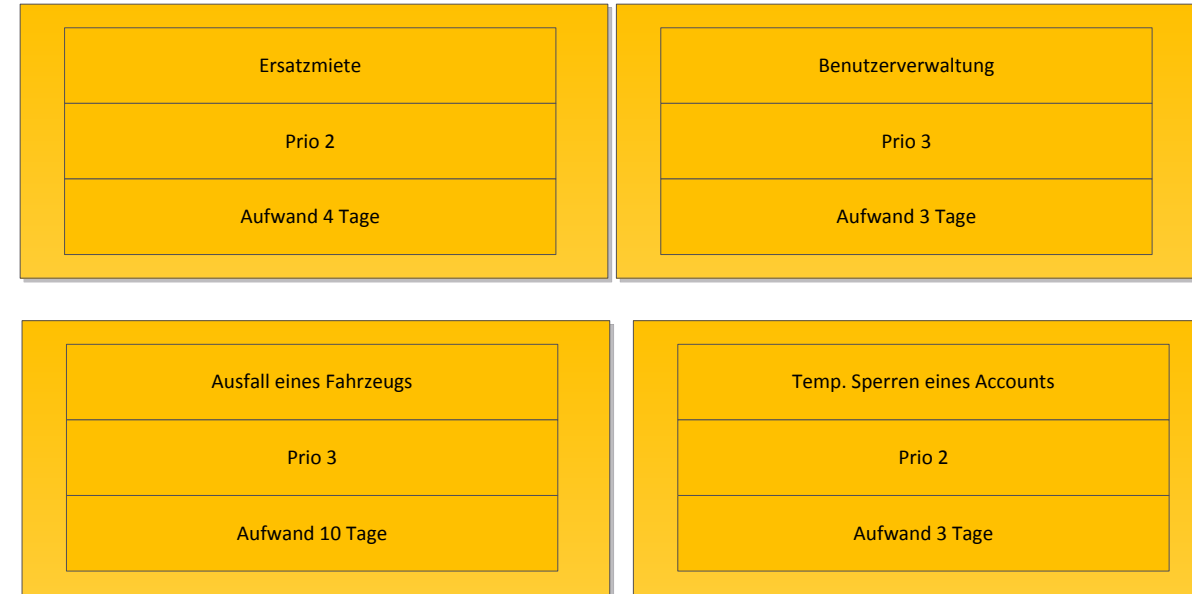 Ersatzmiete
Prio 2
Aufwand 4 Tage
Benutzerverwaltung
Prio 3
Aufwand 3 Tage
Ausfall eines Fahrzeugs
Prio 3
Aufwand 10 Tage
Temp. Sperren eines Accounts
Prio 2
Aufwand 3 Tage